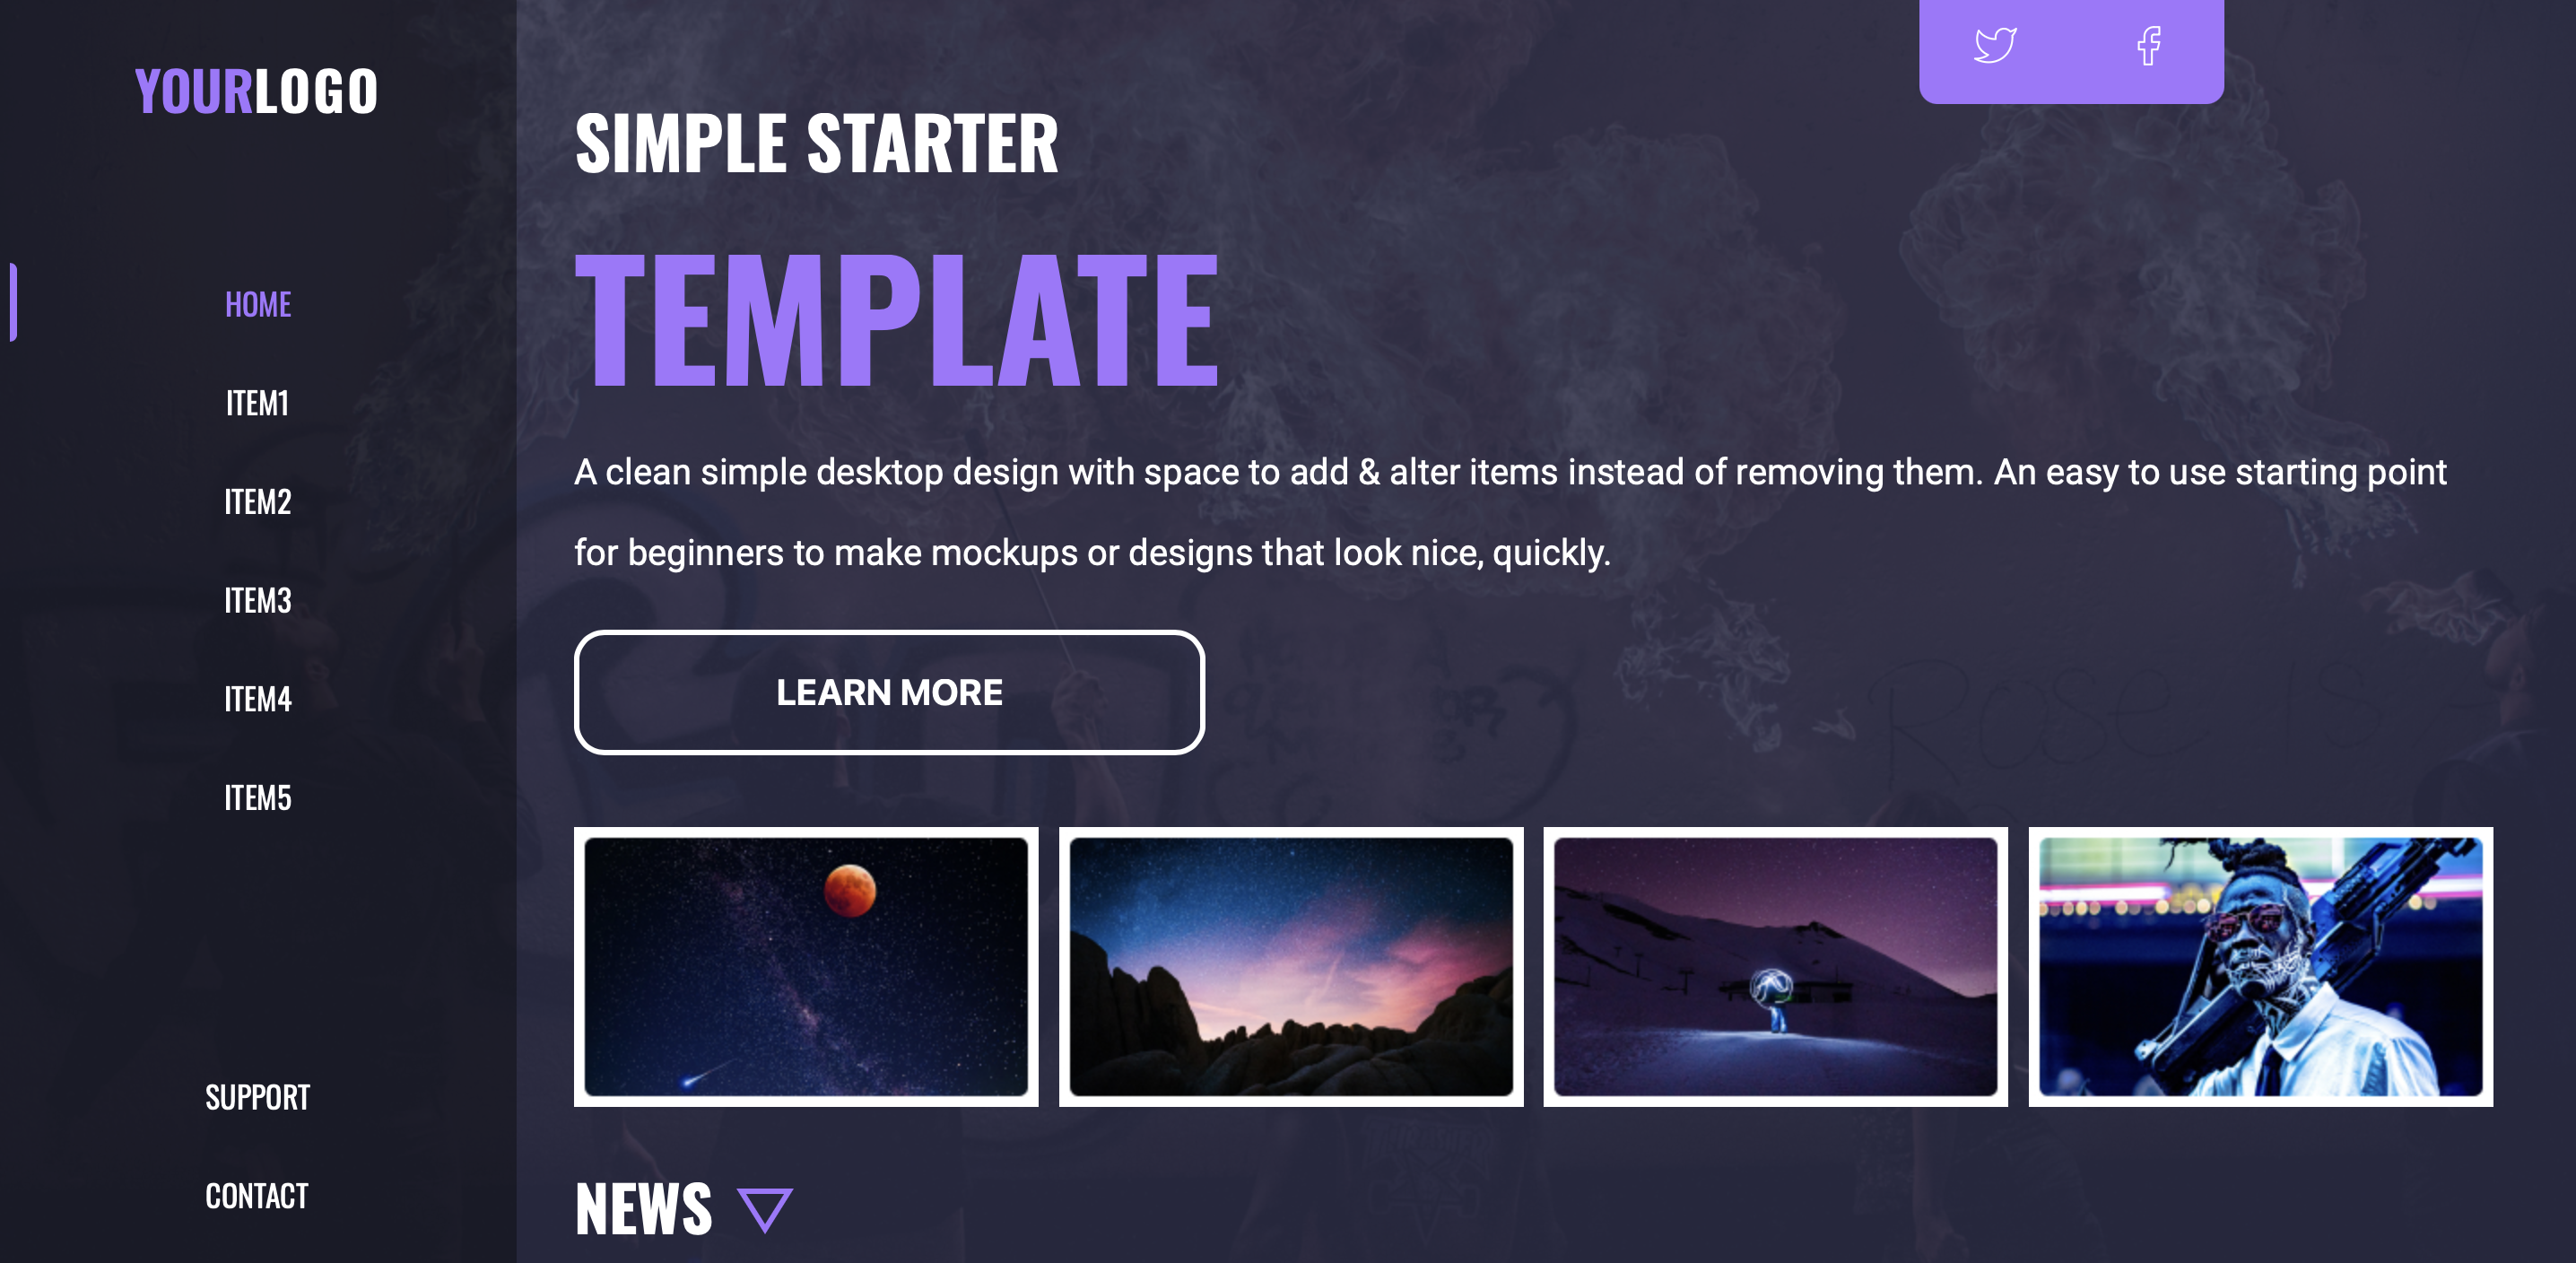 YOURLOGO
HOME
ITEM1
ITEM2
ITEM3
ITEM4
ITEM5
SUPPORT
CONTACT
SIMPLE STARTER
TEMPLATE
A clean simple desktop design with space to add & alter items instead of removing them. An easy to use starting point
for beginners to make mockups or designs that look nice, quickly.
LEARN MORE
Rose Is
NEWS